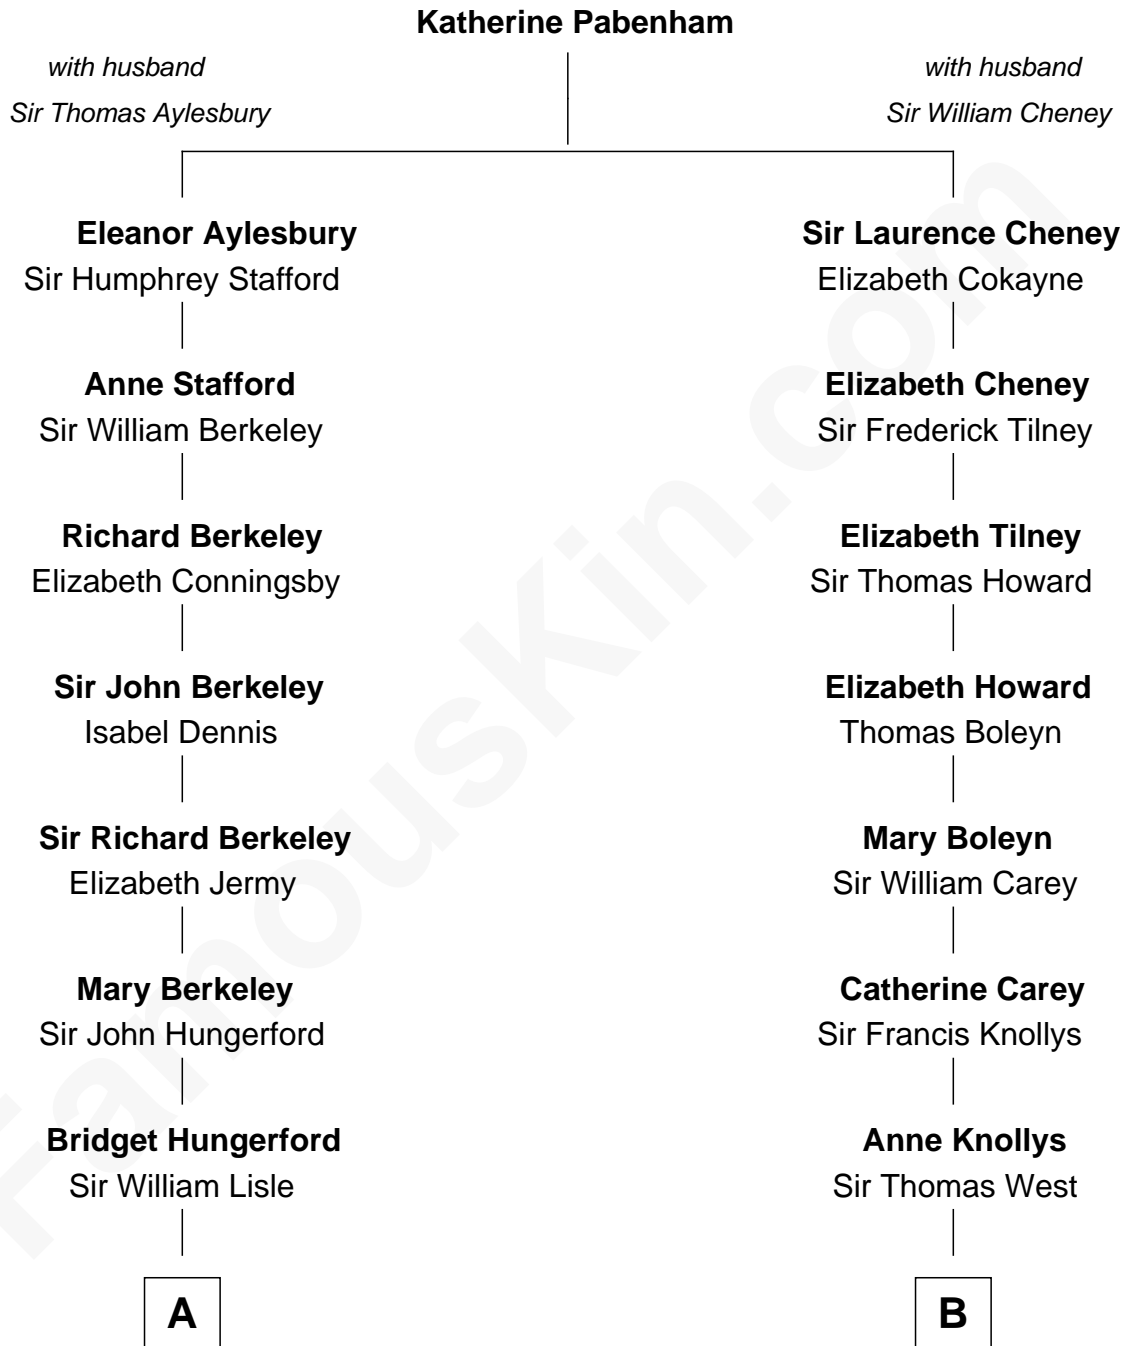 Katherine Pabenham
with husband
Sir Thomas Aylesbury
with husband
Sir William Cheney
Eleanor Aylesbury
Sir Humphrey Stafford
Sir Laurence Cheney
Elizabeth Cokayne
Anne Stafford
Sir William Berkeley
Elizabeth Cheney
Sir Frederick Tilney
Richard Berkeley
Elizabeth Conningsby
Elizabeth Tilney
Sir Thomas Howard
Sir John Berkeley
Isabel Dennis
Elizabeth Howard
Thomas Boleyn
Sir Richard Berkeley
Elizabeth Jermy
Mary Boleyn
Sir William Carey
Mary Berkeley
Sir John Hungerford
Catherine Carey
Sir Francis Knollys
Bridget Hungerford
Sir William Lisle
Anne Knollys
Sir Thomas West
A
B
FamousKin.com